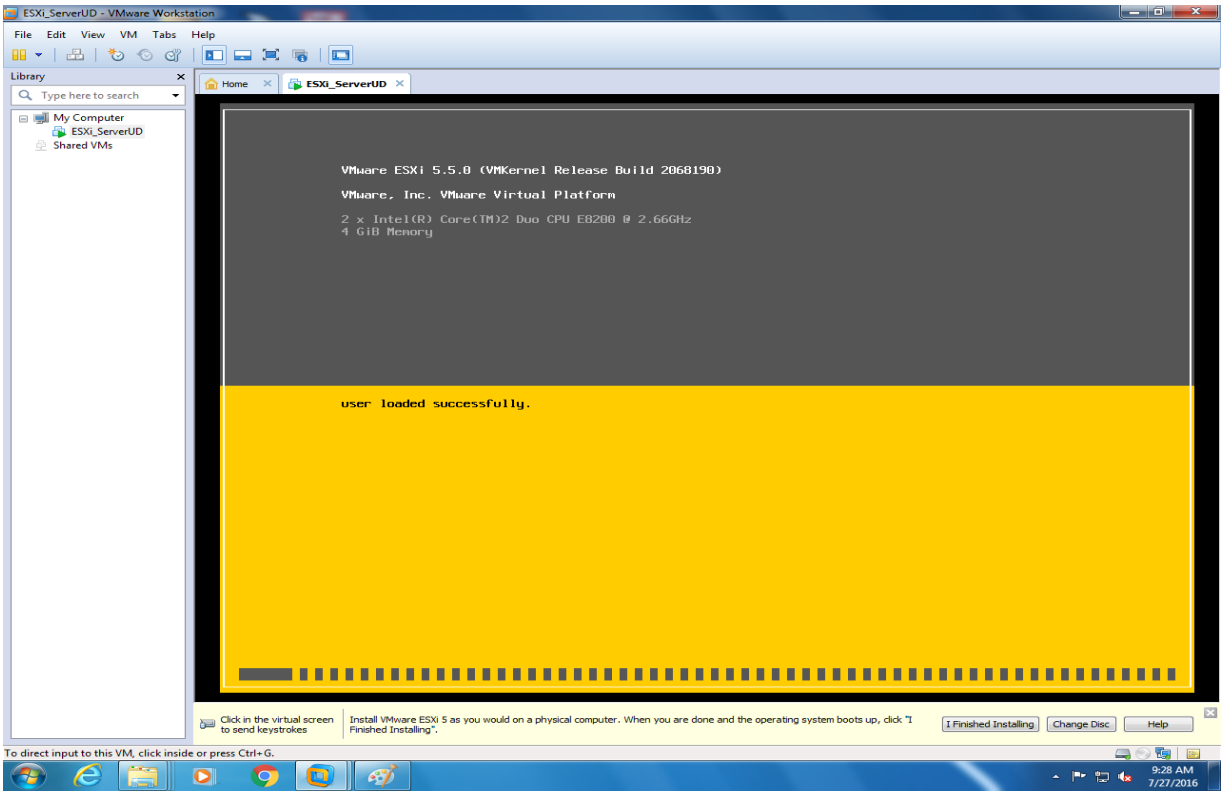 ESXi_ServerUD - VMware Workstation
File Edit View VM Tabs Help
Library
Home
ESXi_ServerUD
Type here to search
My Computer
ESXi_ServerUD
Shared VMs
VMware ESXi 5.5.0 (VMKernel Release Build 2068190)
VMware, Inc. VMware Virtual Platform
2 x Intel(R) Core(TM)2 Duo CPU E8200 @ 2.66GHz
4 GiB Memory
user loaded successfully.
Click in the virtual screen
to send keystrokes
Install VMware ESXi 5 as you would on a physical computer. When you are done and the operating system boots up, click "I
Finished Installing".
I Finished Installing
Change Disc
Help
To direct input to this VM, click inside or press Ctrl+G.
9:28 AM
7/27/2016